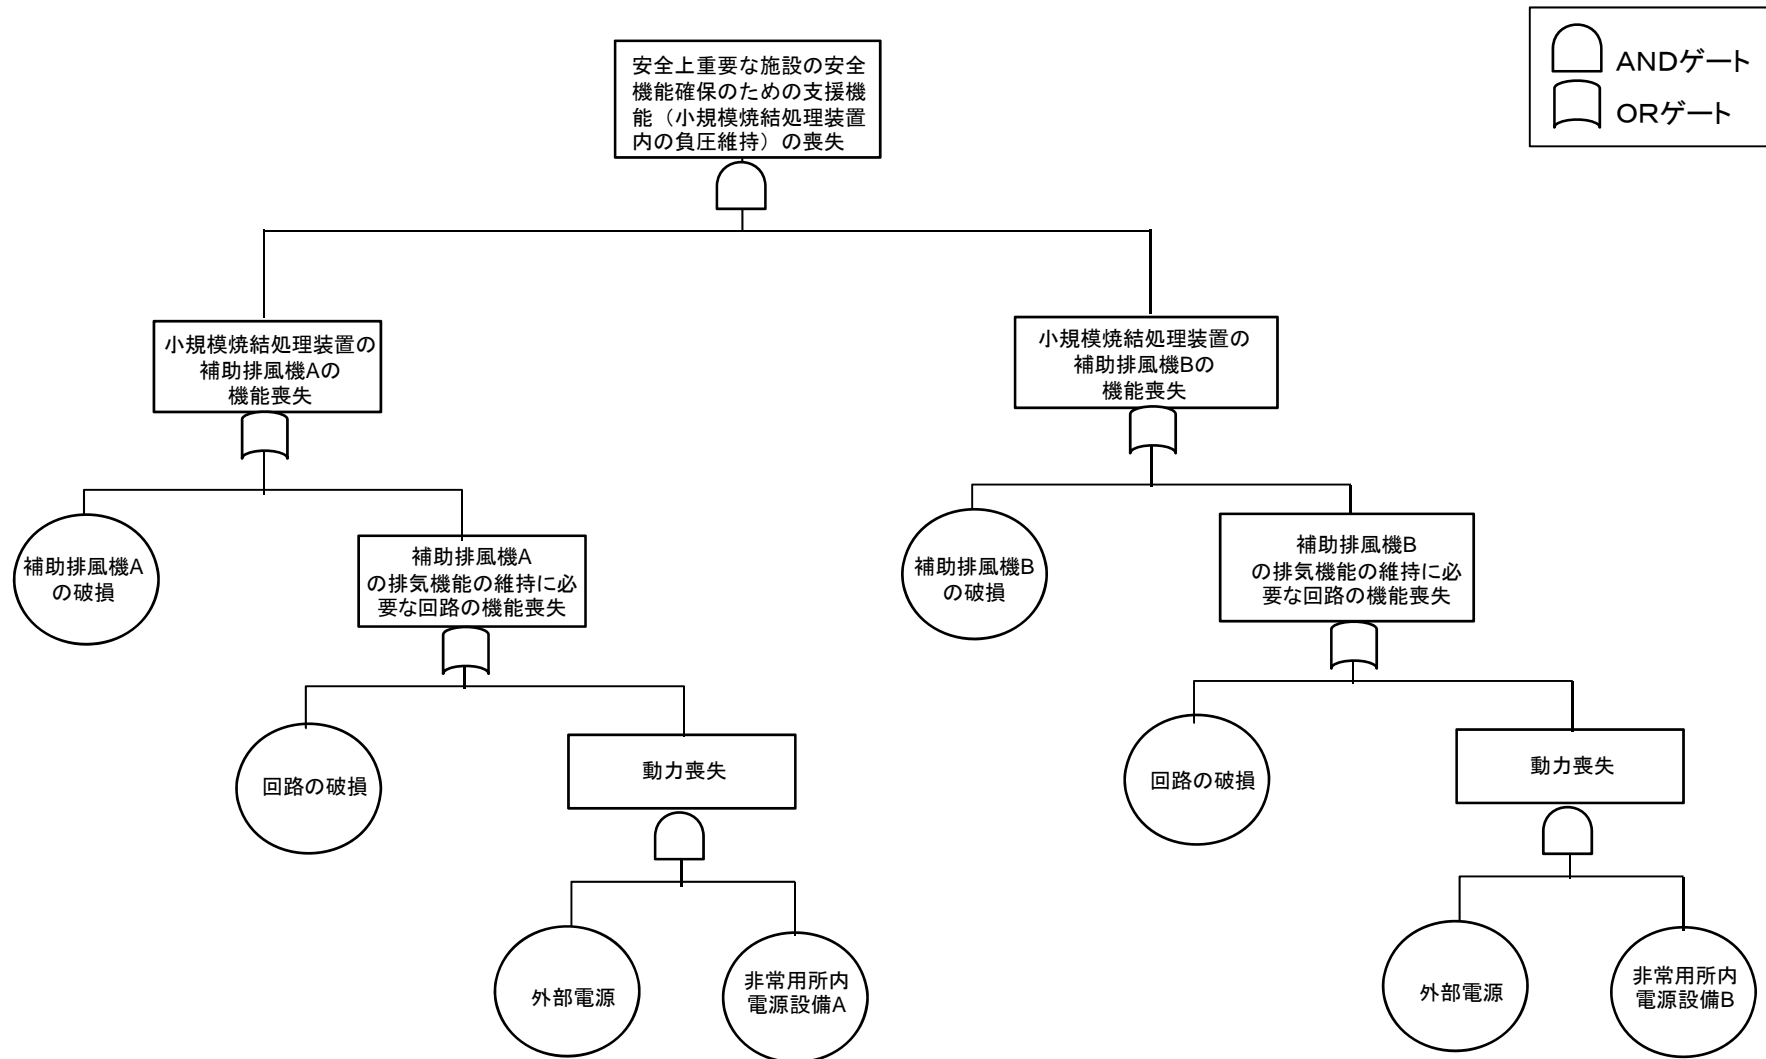 ANDゲート
ORゲート
安全上重要な施設の安全
機能確保のための支援機
能（小規模焼結処理装置
内の負圧維持）の喪失
小規模焼結処理装置の
補助排風機Aの
機能喪失
小規模焼結処理装置の
補助排風機Bの
機能喪失
補助排風機A
の破損
補助排風機A
の排気機能の維持に必
要な回路の機能喪失
補助排風機B
の破損
補助排風機B
の排気機能の維持に必
要な回路の機能喪失
回路の破損
動力喪失
回路の破損
動力喪失
外部電源
非常用所内
電源設備A
外部電源
非常用所内
電源設備B